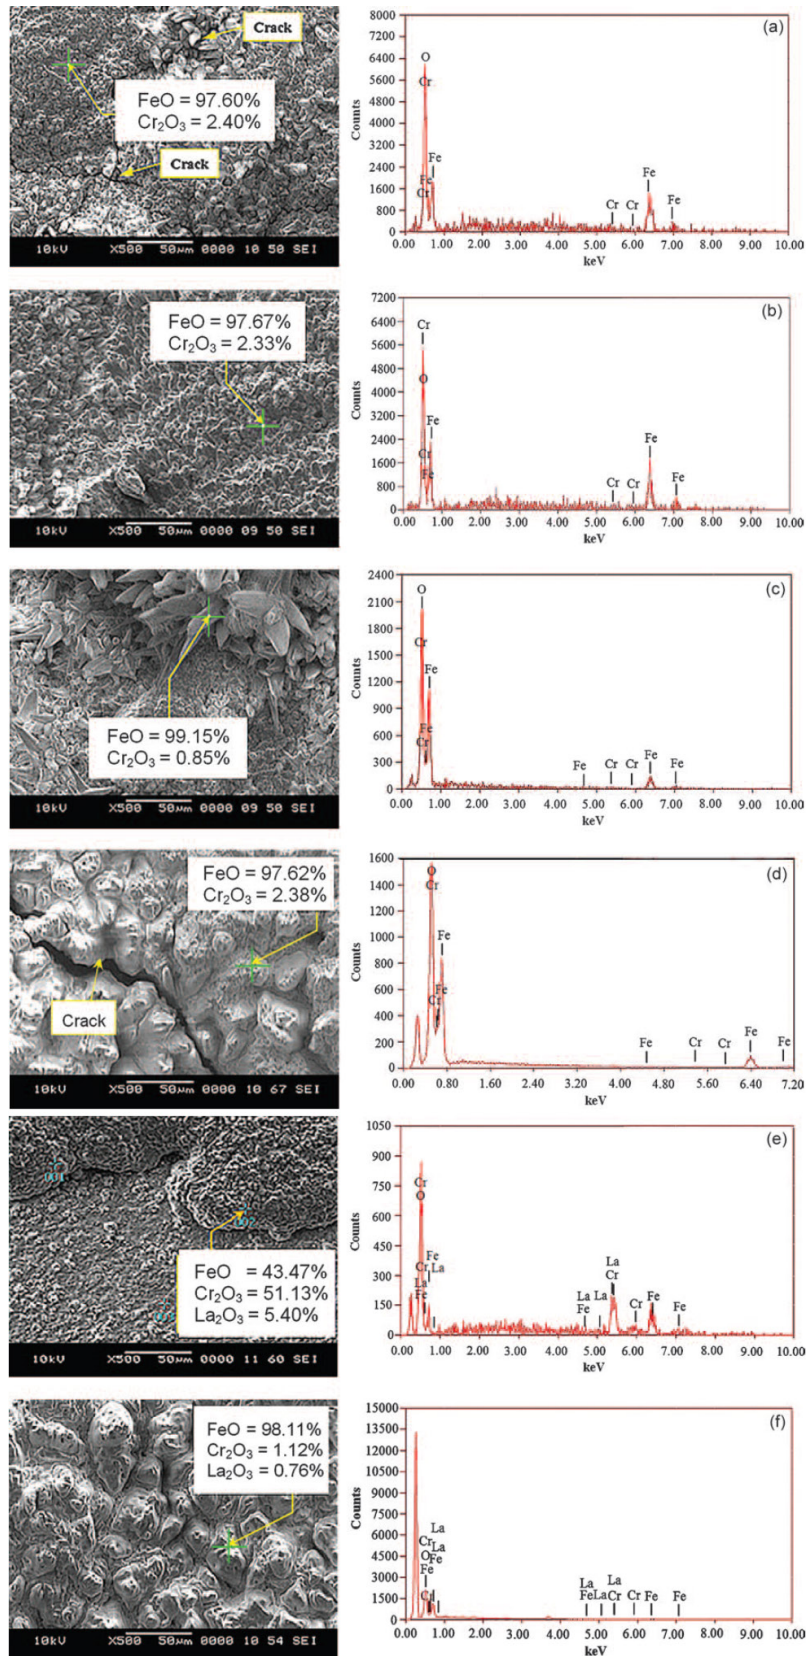 Crack
FeO = 97.60%
Cr₂O₃ = 2.40%
Crack
10kV X500 50μm 0000 10 50 SEI
(a)
8000
7200
6400
5600
4800
4000
3200
2400
1600
800
0
Counts
O
Cr
Fe
Fe
Cr
Cr
Cr
Fe
Fe
0.00 1.00 2.00 3.00 4.00 5.00 6.00 7.00 8.00 9.00 10.00
keV
FeO = 97.67%
Cr₂O₃ = 2.33%
10kV X500 50μm 0000 09 50 SEI
(b)
7200
6400
5600
4800
4000
3200
2400
1600
800
0
Counts
Cr
O
Fe
Cr
Fe
Cr
Cr
Fe
Fe
0.00 1.00 2.00 3.00 4.00 5.00 6.00 7.00 8.00 9.00 10.00
keV
FeO = 99.15%
Cr₂O₃ = 0.85%
10kV X500 50μm 0000 09 50 SEI
(c)
2400
2100
1800
1500
1200
900
600
300
0
Counts
O
Cr
Fe
Fe
Cr
Fe
Cr
Cr
Fe
Fe
0.00 1.00 2.00 3.00 4.00 5.00 6.00 7.00 8.00 9.00 10.00
keV
FeO = 97.62%
Cr₂O₃ = 2.38%
Crack
10kV X500 50μm 0000 10 67 SEI
(d)
1600
1400
1200
1000
800
600
400
200
0
Counts
O
Cr
Fe
Fe
Cr
Fe
Cr
Cr
Fe
Fe
0.00 0.80 1.60 2.40 3.20 4.00 4.80 5.60 6.40 7.20
keV
001
002
FeO = 43.47%
Cr₂O₃ = 51.13%
La₂O₃ = 5.40%
10kV X500 50μm 0000 11 60 SEI
(e)
1050
900
750
600
450
300
150
0
Counts
Cr
O
Fe
Cr La
La
Fe
La
Fe
La
La
Cr
Cr
Fe
Fe
0.00 1.00 2.00 3.00 4.00 5.00 6.00 7.00 8.00 9.00 10.00
keV
FeO = 98.11%
Cr₂O₃ = 1.12%
La₂O₃ = 0.76%
10kV X500 50μm 0000 10 54 SEI
(f)
15000
13500
12000
10500
9000
7500
6000
4500
3000
1500
0
Counts
La
Cr
La
O Fe
Fe
La La
Fe La Cr Cr Fe Fe
0.00 1.00 2.00 3.00 4.00 5.00 6.00 7.00 8.00 9.00 10.00
keV